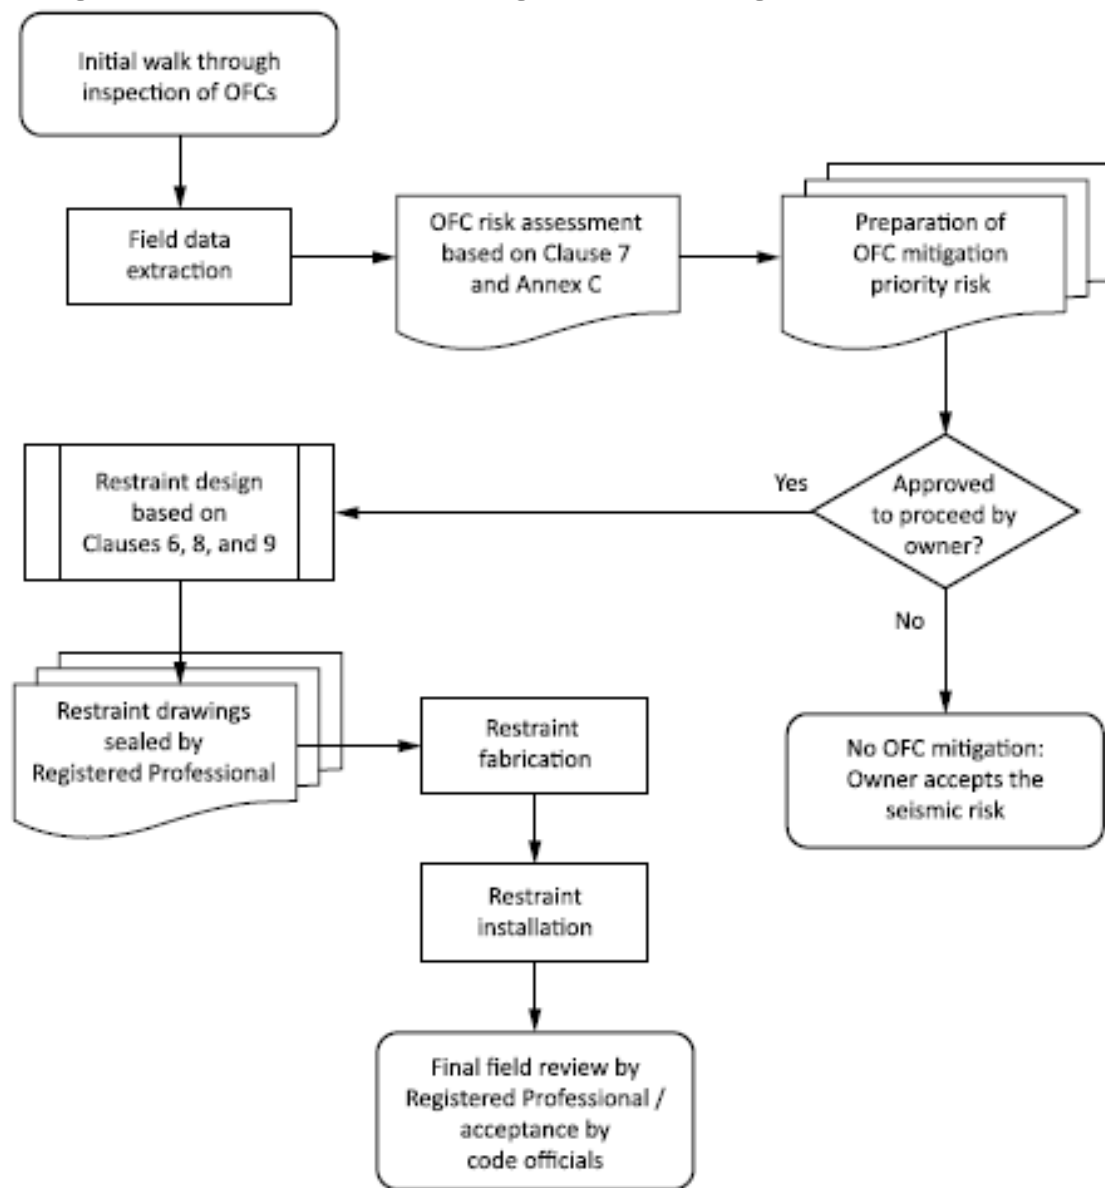 Initial walk through
inspection of OFCs
Field data
extraction
OFC risk assessment
based on Clause 7
and Annex C
Preparation of
OFC mitigation
priority risk
Approved
to proceed by
owner?
Yes
No
Restraint design
based on
Clauses 6, 8, and 9
Restraint drawings
sealed by
Registered Professional
Restraint
fabrication
No OFC mitigation:
Owner accepts the
seismic risk
Restraint
installation
Final field review by
Registered Professional /
acceptance by
code officials